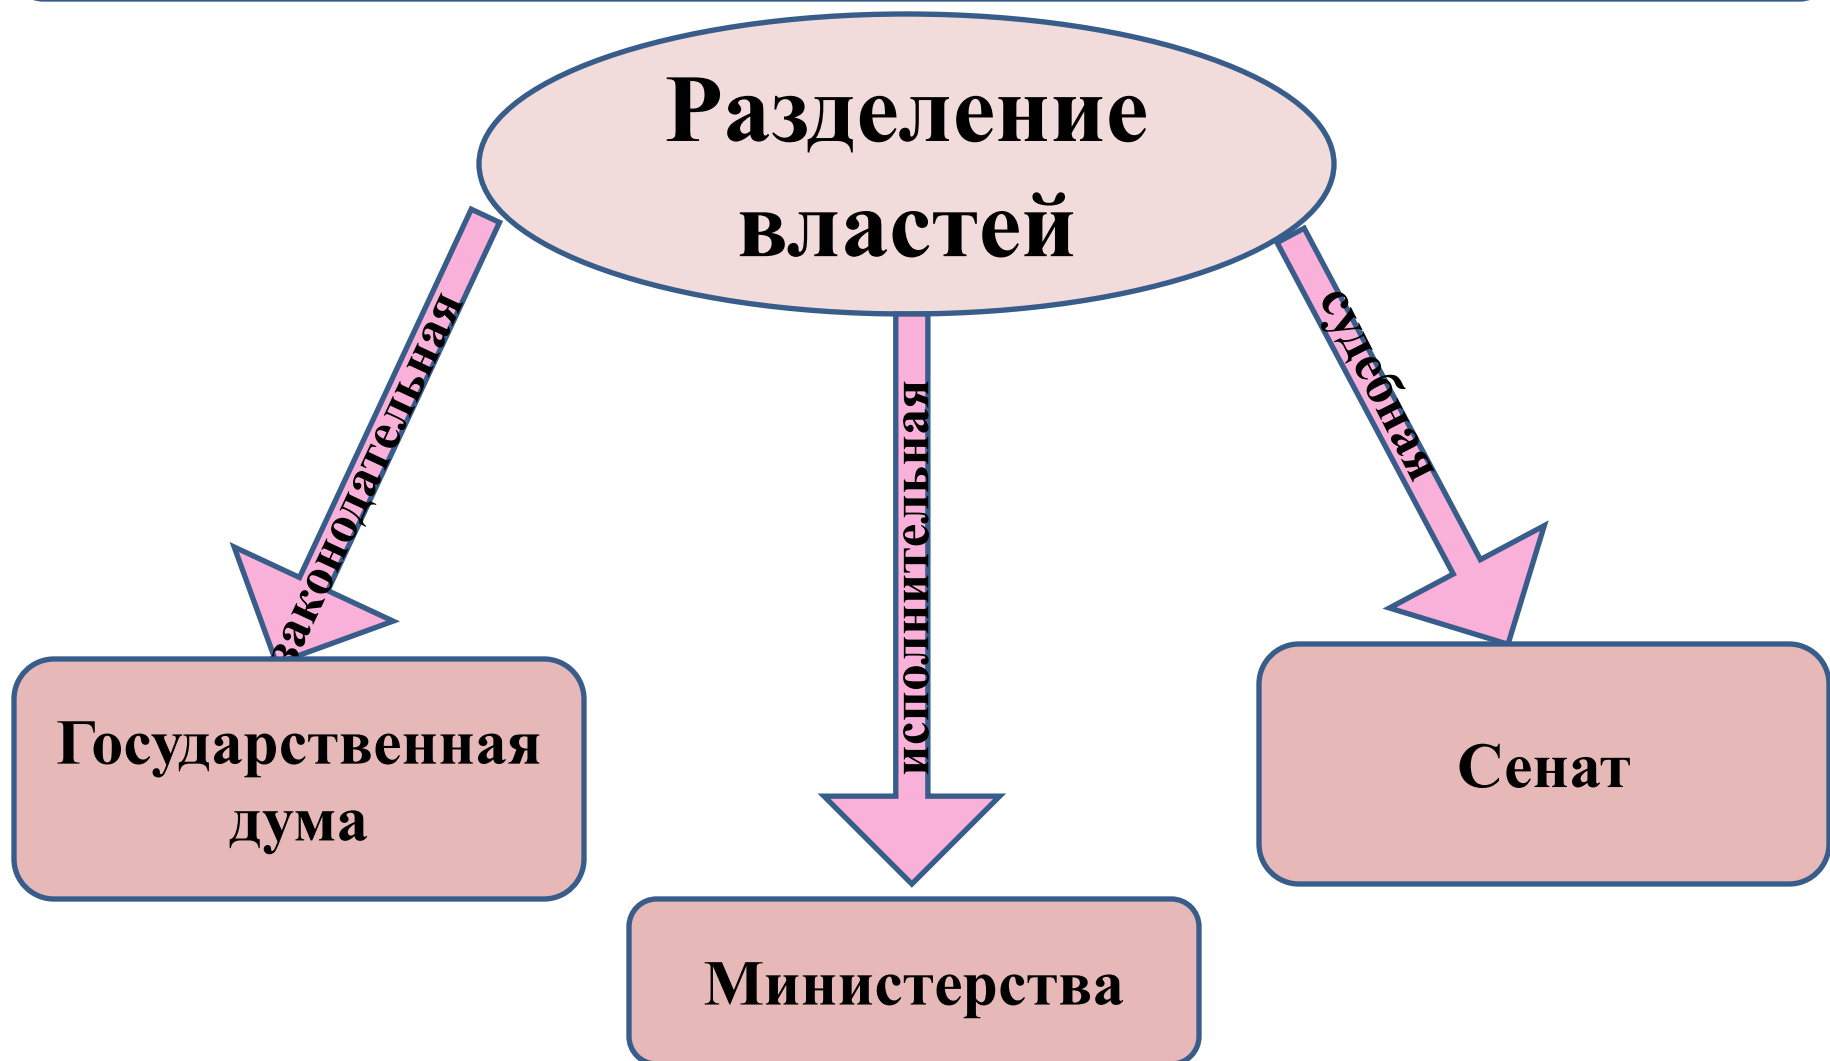 Разделение
властей
законодательная
исполнительная
судебная
Государственная
дума
Сенат
Министерства